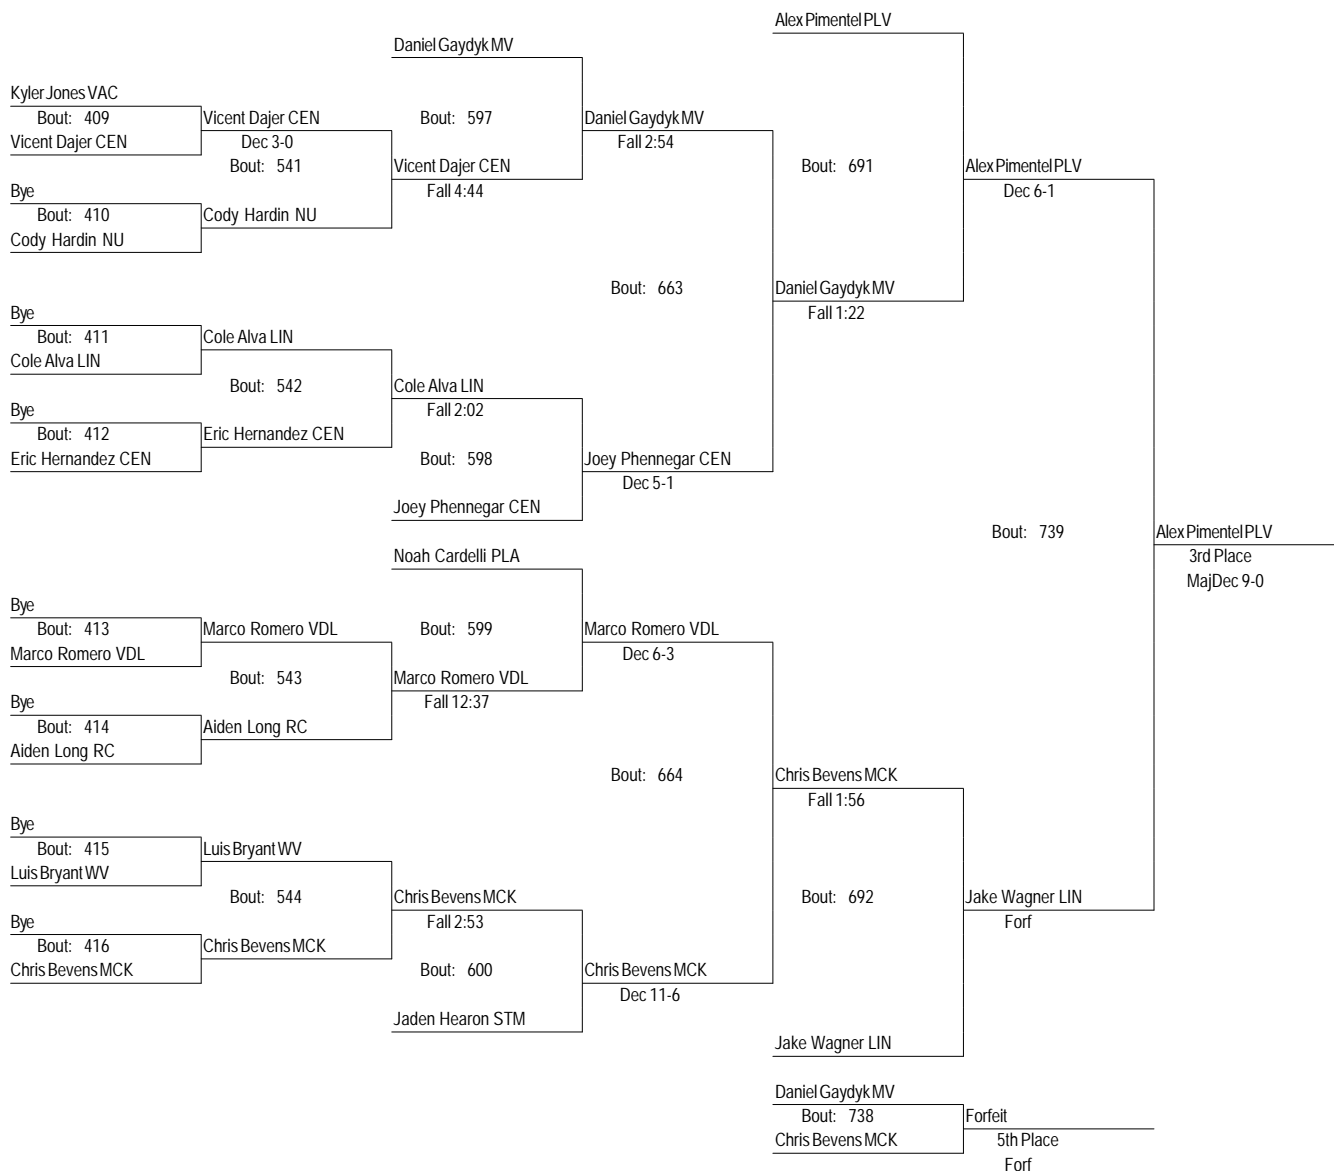 Alex Pimentel PLV
Daniel Gaydyk MV
Kyler Jones VAC
Bout: 409
Vicent Dajer CEN
Vicent Dajer CEN
Dec 3-0
Bout: 541
Bout: 597
Daniel Gaydyk MV
Fall 2:54
Vicent Dajer CEN
Fall 4:44
Bout: 691
Alex Pimentel PLV
Dec 6-1
Bye
Bout: 410
Cody Hardin NU
Cody Hardin NU
Bout: 663
Daniel Gaydyk MV
Fall 1:22
Bye
Bout: 411
Cole Alva LIN
Cole Alva LIN
Bout: 542
Cole Alva LIN
Fall 2:02
Bye
Bout: 412
Eric Hernandez CEN
Eric Hernandez CEN
Bout: 598
Joey Phennegar CEN
Dec 5-1
Joey Phennegar CEN
Bout: 739
Alex Pimentel PLV
3rd Place
MajDec 9-0
Noah Cardelli PLA
Bye
Bout: 413
Marco Romero VDL
Marco Romero VDL
Bout: 599
Marco Romero VDL
Dec 6-3
Bout: 543
Marco Romero VDL
Fall 12:37
Bye
Bout: 414
Aiden Long RC
Aiden Long RC
Bout: 664
Chris Bevens MCK
Fall 1:56
Bye
Bout: 415
Luis Bryant WV
Luis Bryant WV
Bout: 544
Chris Bevens MCK
Fall 2:53
Bout: 692
Jake Wagner LIN
Forf
Bye
Bout: 416
Chris Bevens MCK
Chris Bevens MCK
Bout: 600
Chris Bevens MCK
Dec 11-6
Jaden Hearon STM
Jake Wagner LIN
Daniel Gaydyk MV
Bout: 738
Chris Bevens MCK
Forfeit
5th Place
Forf